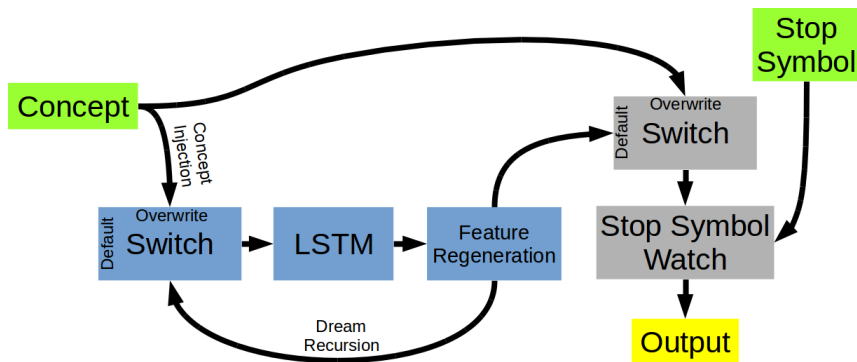 Stop
Symbol
Concept
Concept
Injection
Overwrite
Default
Switch
Overwrite
Default
Switch
LSTM
Feature
Regeneration
Stop Symbol
Watch
Dream
Recursion
Output